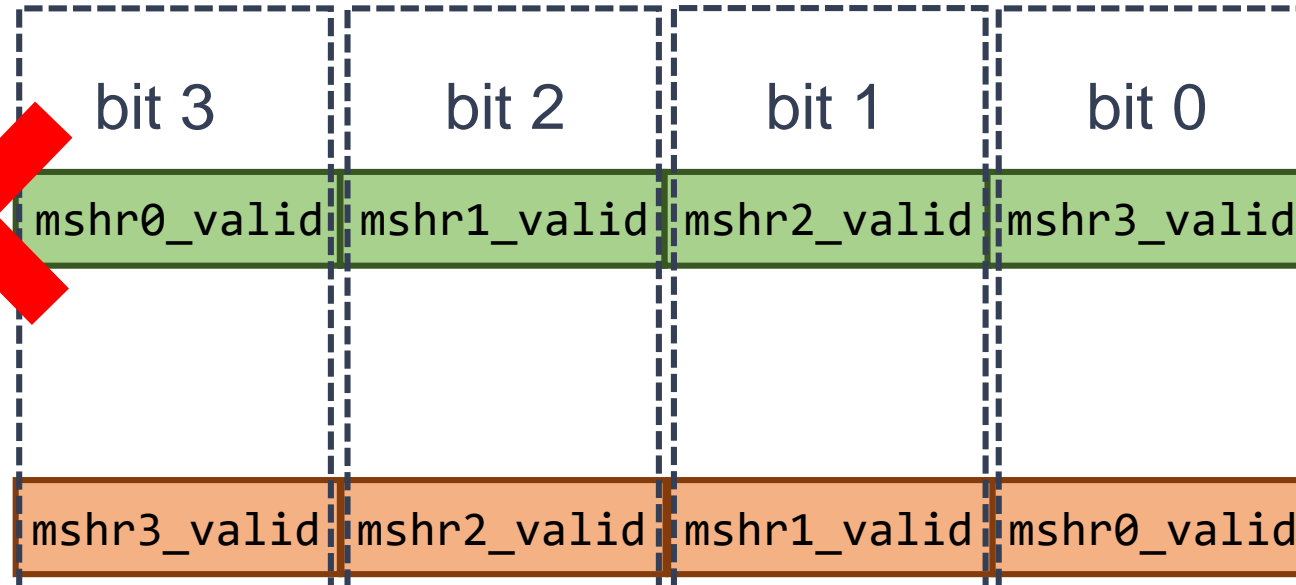 bit 3 bit 2 bit 1 bit 0
mshr0_valid mshr1_valid mshr2_valid mshr3_valid
mshr3_valid mshr2_valid mshr1_valid mshr0_valid